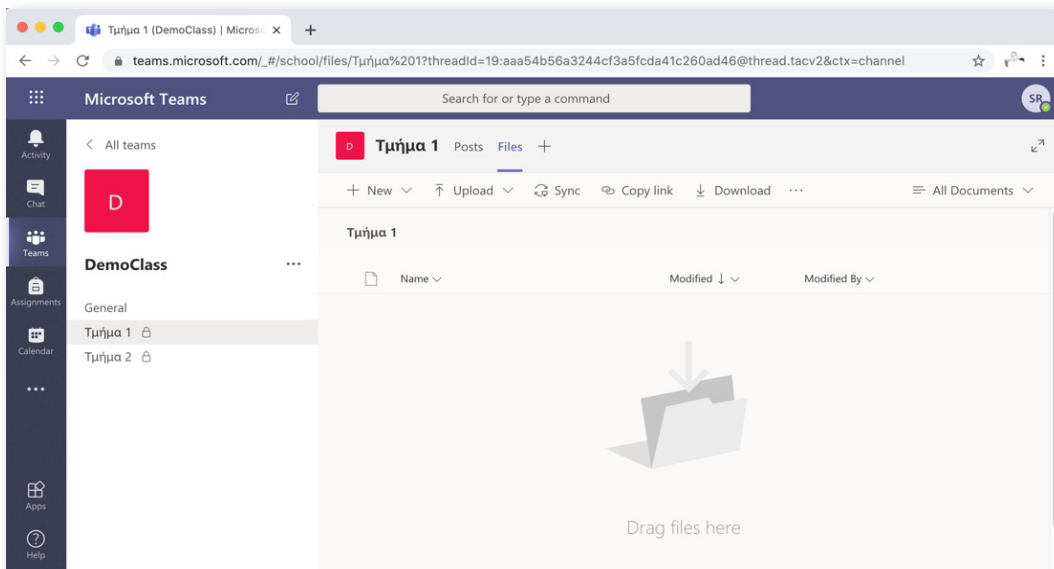 Τμήμα 1 (DemoClass) | Micros
teams.microsoft.com/_#/school/files/Τμήμα%201?threadId=19:aaa54b56a3244cf3a5fcda41c260ad46@thread.tacv2&ctx=channel
Microsoft Teams
Search for or type a command
SR
Activity
Chat
Teams
Assignments
Calendar
Apps
Help
All teams
D
DemoClass
General
Τμήμα 1
Τμήμα 2
D Τμήμα 1 Posts Files
New Upload Sync Copy link Download All Documents
Τμήμα 1
Name Modified Modified By
Drag files here